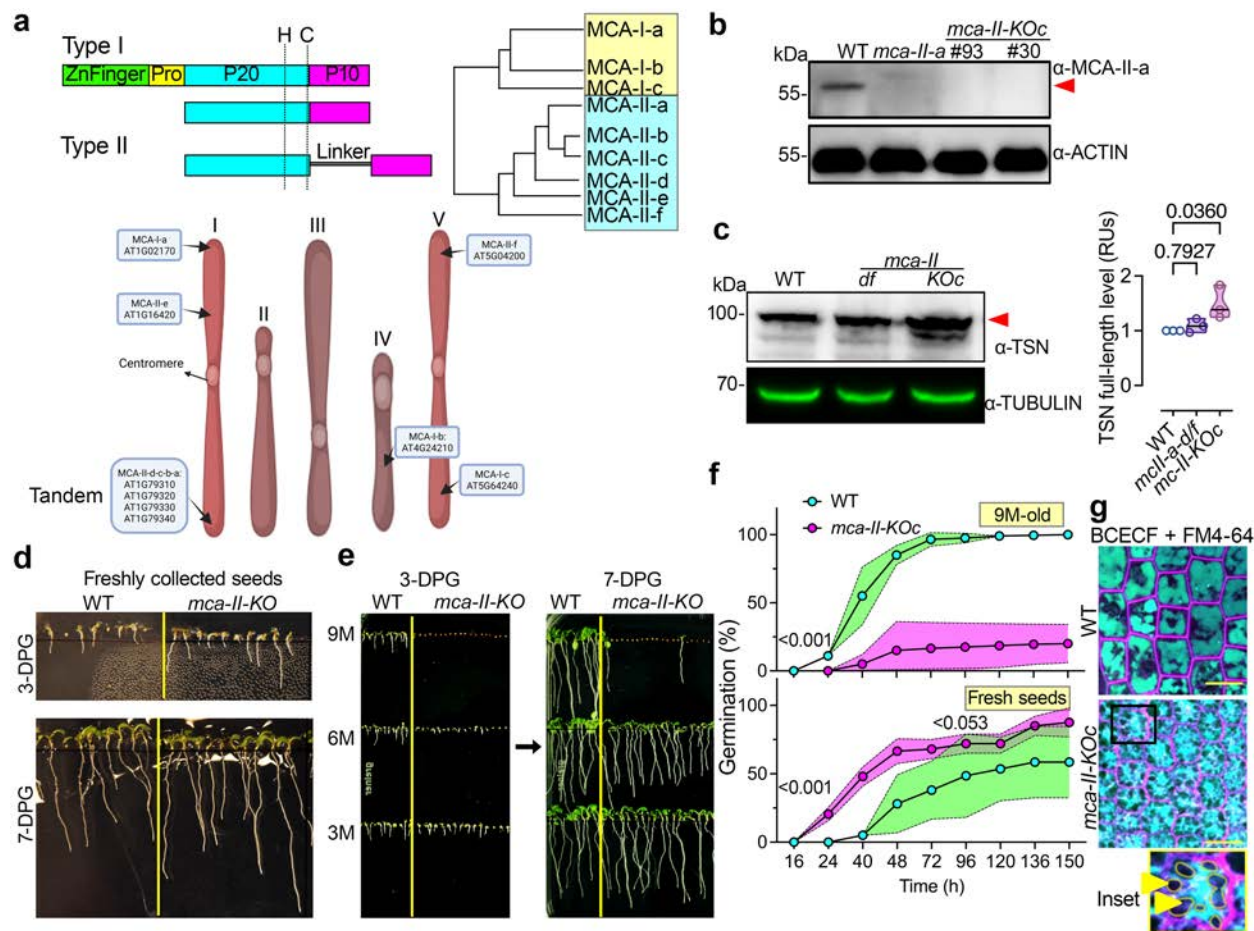 a
Type I
H
C
ZnFinger
Pro
P20
P10
Type II
Linker
MCA-I-a
MCA-I-b
MCA-I-c
MCA-II-a
MCA-II-b
MCA-II-c
MCA-II-d
MCA-II-e
MCA-II-f
I
II
III
IV
V
MCA-I-a
AT1G02170
MCA-II-e
AT1G16420
Centromere
Tandem
MCA-II-d-c-b-a:
AT1G79310
AT1G79320
AT1G79330
AT1G79340
MCA-II-f
AT5G04200
MCA-I-b:
AT4G24210
MCA-I-c
AT5G64240
b
mca-II-KOc
kDa
WT
mca-II-a
#93
#30
α-MCA-II-a
55-
55-
α-ACTIN
c
mca-II
kDa
WT
df
KOc
100-
α-TSN
70-
α-TUBULIN
0.0360
0.7927
TSN full-length level (RUs)
2
1
0
WT
mcII-a-d/f
mc-II-KOc
d
Freshly collected seeds
WT
mca-II-KO
3-DPG
7-DPG
e
3-DPG
7-DPG
WT
mca-II-KO
WT
mca-II-KO
9M
6M
3M
greiner
f
WT
mca-II-KOc
9M-old
100
50
0
<0.001
Germination (%)
Fresh seeds
100
50
0
<0.053
<0.001
16 24 40 48 72 96 120 136 150
Time (h)
g
BCECF + FM4-64
WT
mca-II-KOc
Inset